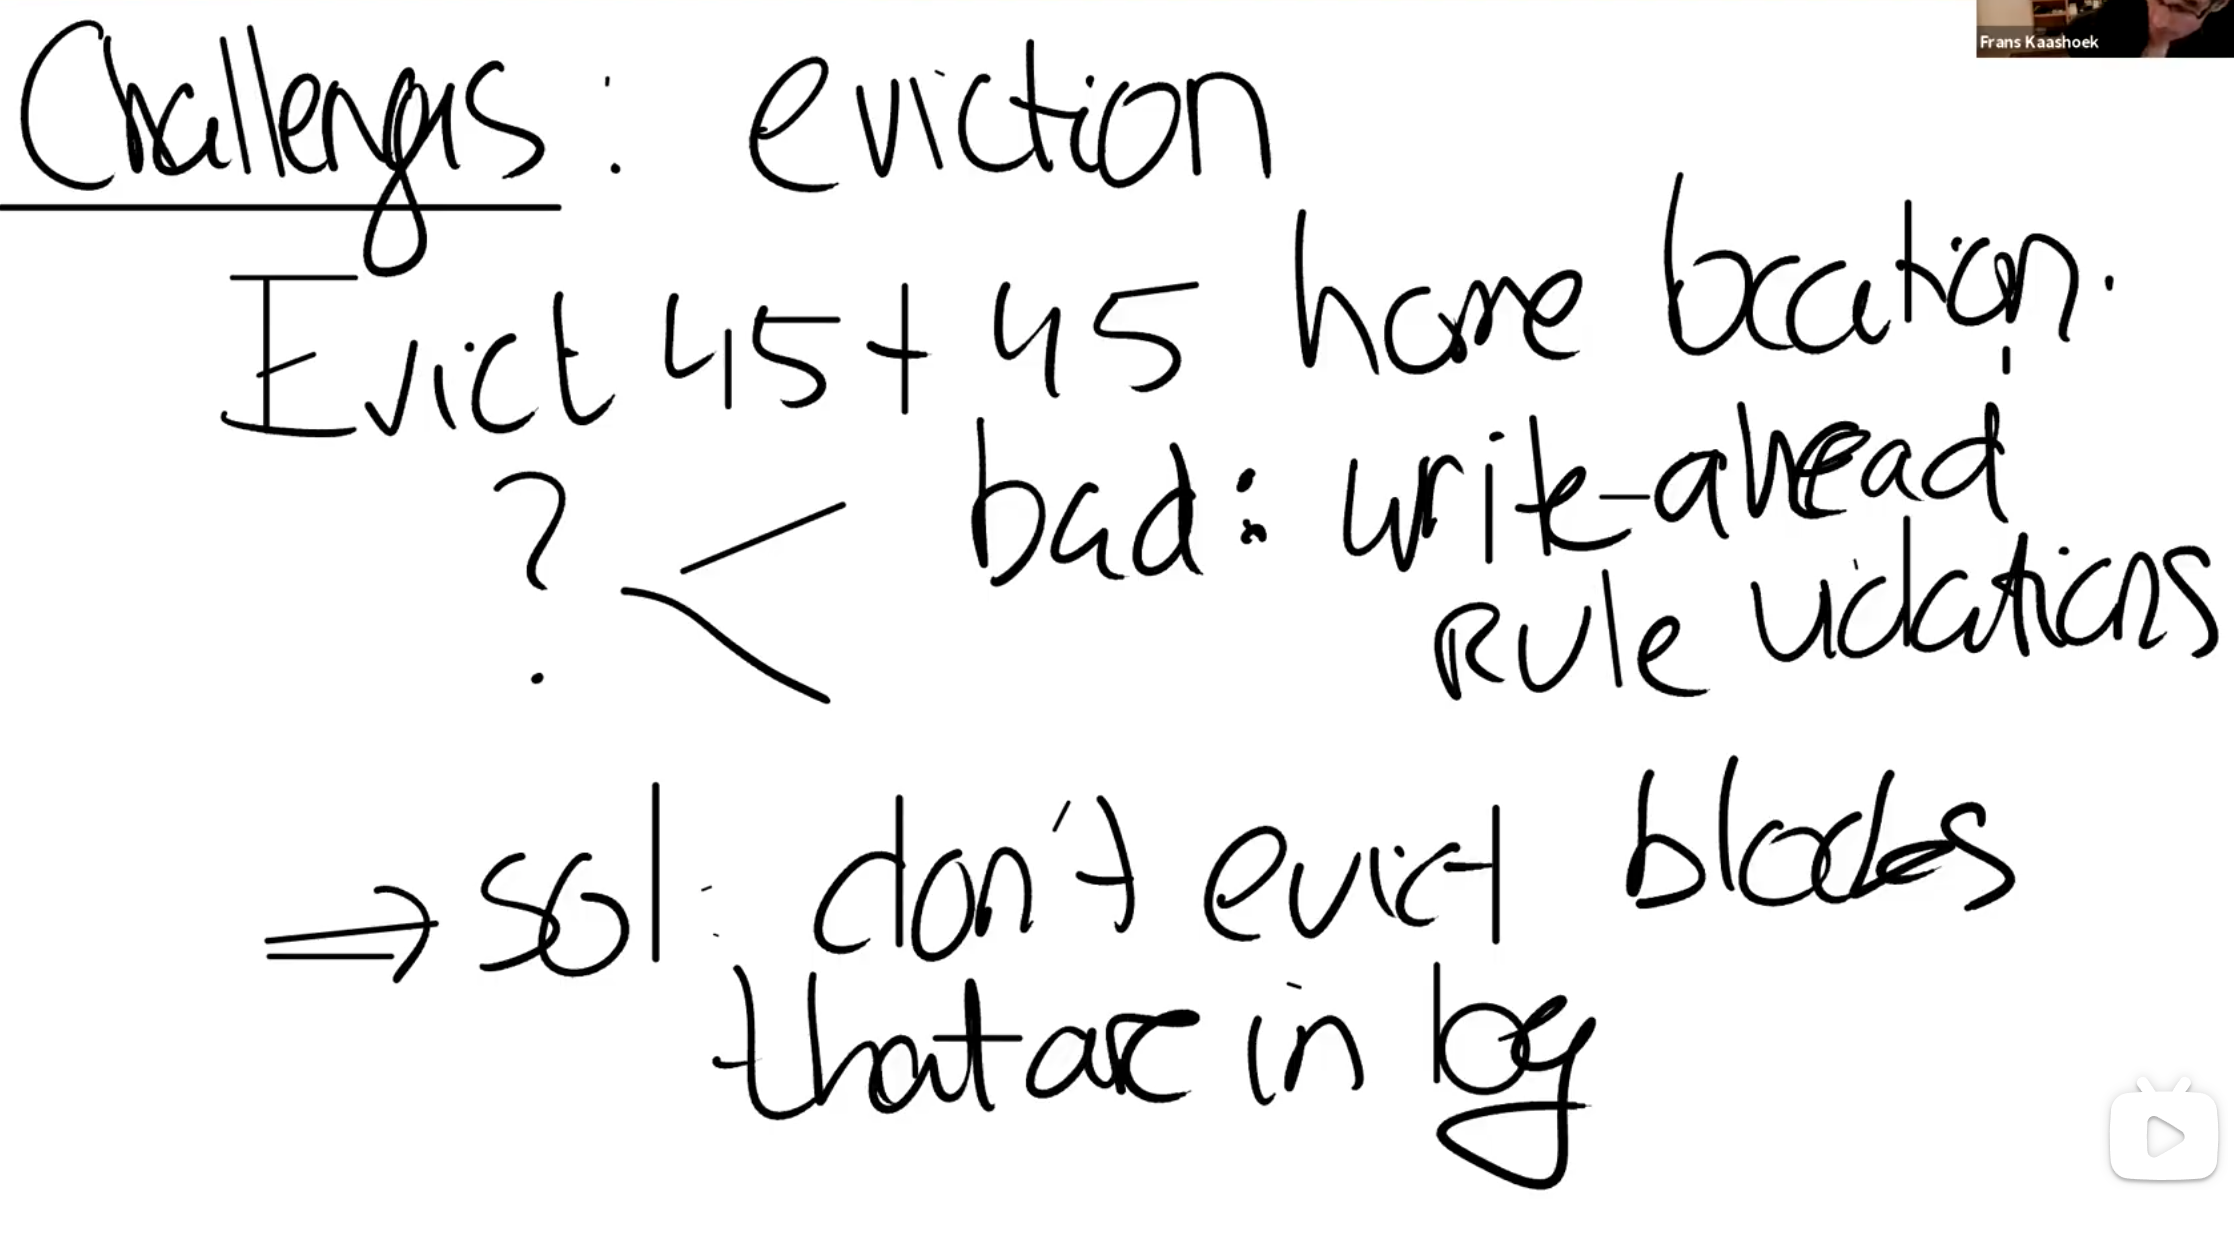 Frans Kaashoek
Challenges: eviction
Evict 45 + 45 home location.
? bad: write-ahead
Rule violations
⇒ sol: don't evict blocks
that are in log